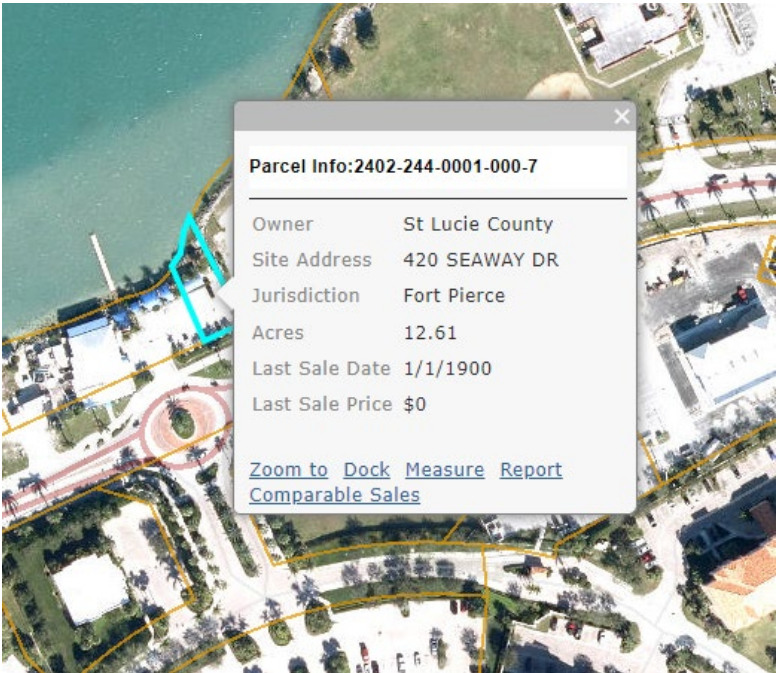 ×
Parcel Info:2402-244-0001-000-7
Owner St Lucie County
Site Address 420 SEAWAY DR
Jurisdiction Fort Pierce
Acres 12.61
Last Sale Date 1/1/1900
Last Sale Price $0
Zoom to Dock Measure Report
Comparable Sales